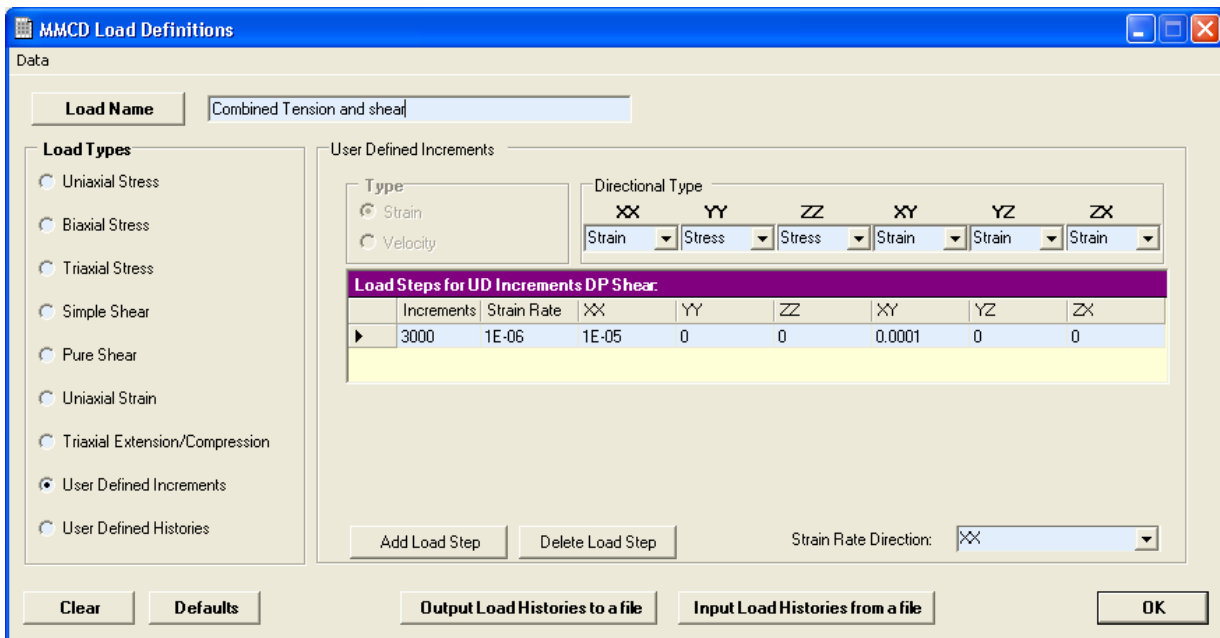 MMCD Load Definitions
Data
Load Name
Combined Tension and shear
Load Types
Uniaxial Stress
Biaxial Stress
Triaxial Stress
Simple Shear
Pure Shear
Uniaxial Strain
Triaxial Extension/Compression
User Defined Increments
User Defined Histories
User Defined Increments
Type
Strain
Velocity
Directional Type
XX YY ZZ XY YZ ZX
Strain Stress Stress Strain Strain Strain
Load Steps for UD Increments DP Shear:
Increments Strain Rate XX YY ZZ XY YZ ZX
3000 1E-06 1E-05 0 0 0.0001 0 0
Add Load Step Delete Load Step Strain Rate Direction: XX
Clear Defaults Output Load Histories to a file Input Load Histories from a file OK